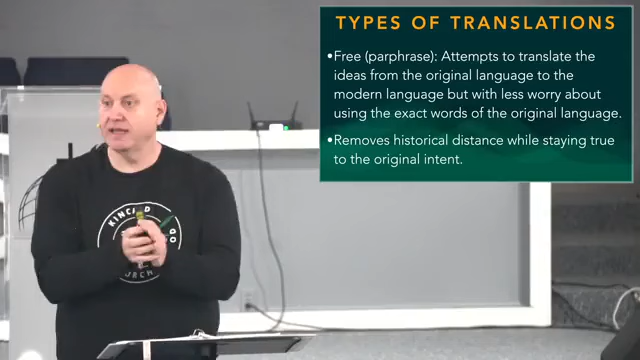 TYPES OF TRANSLATIONS
•Free (parphrase): Attempts to translate the
ideas from the original language to the
modern language but with less worry about
using the exact words of the original language.
•Removes historical distance while staying true
to the original intent.